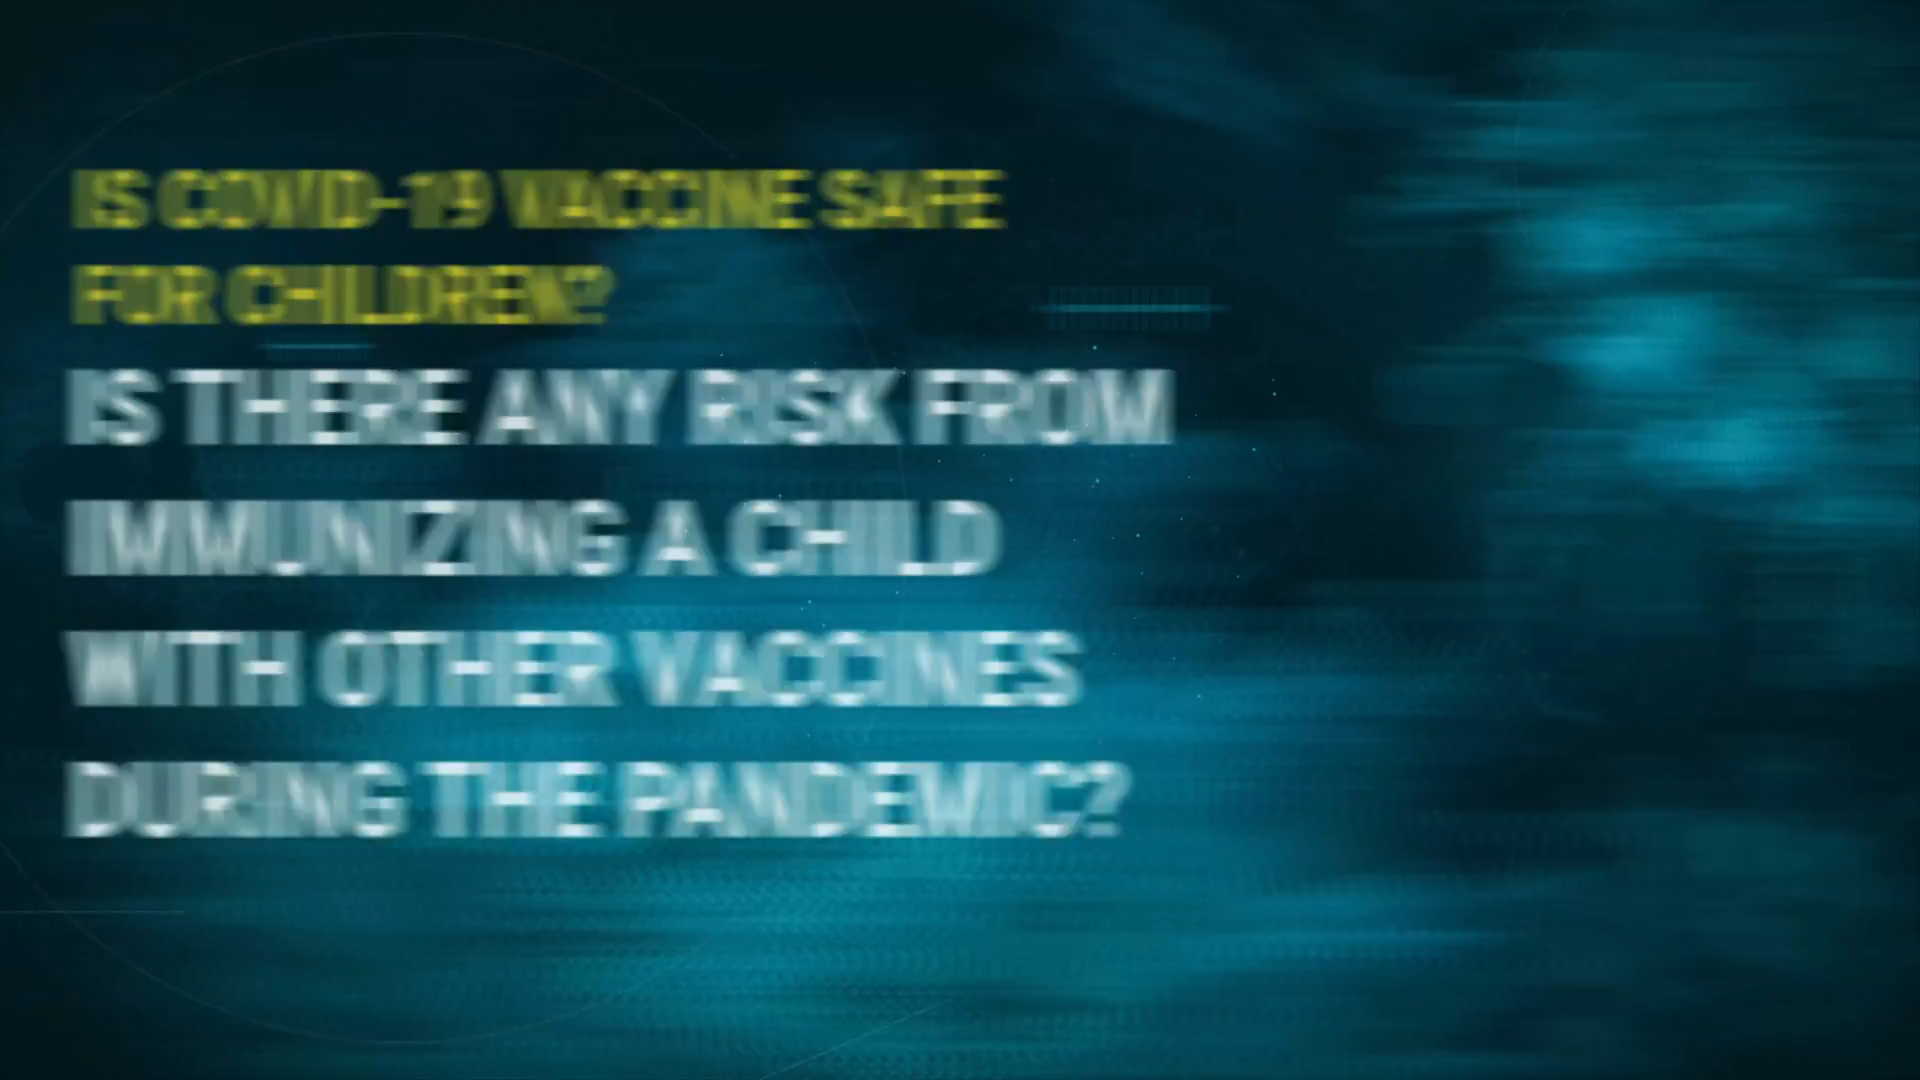 IS COVID-19 VACCINE SAFE
FOR CHILDREN?
IS THERE ANY RISK FROM
IMMUNIZING A CHILD
WITH OTHER VACCINES
DURING THE PANDEMIC?